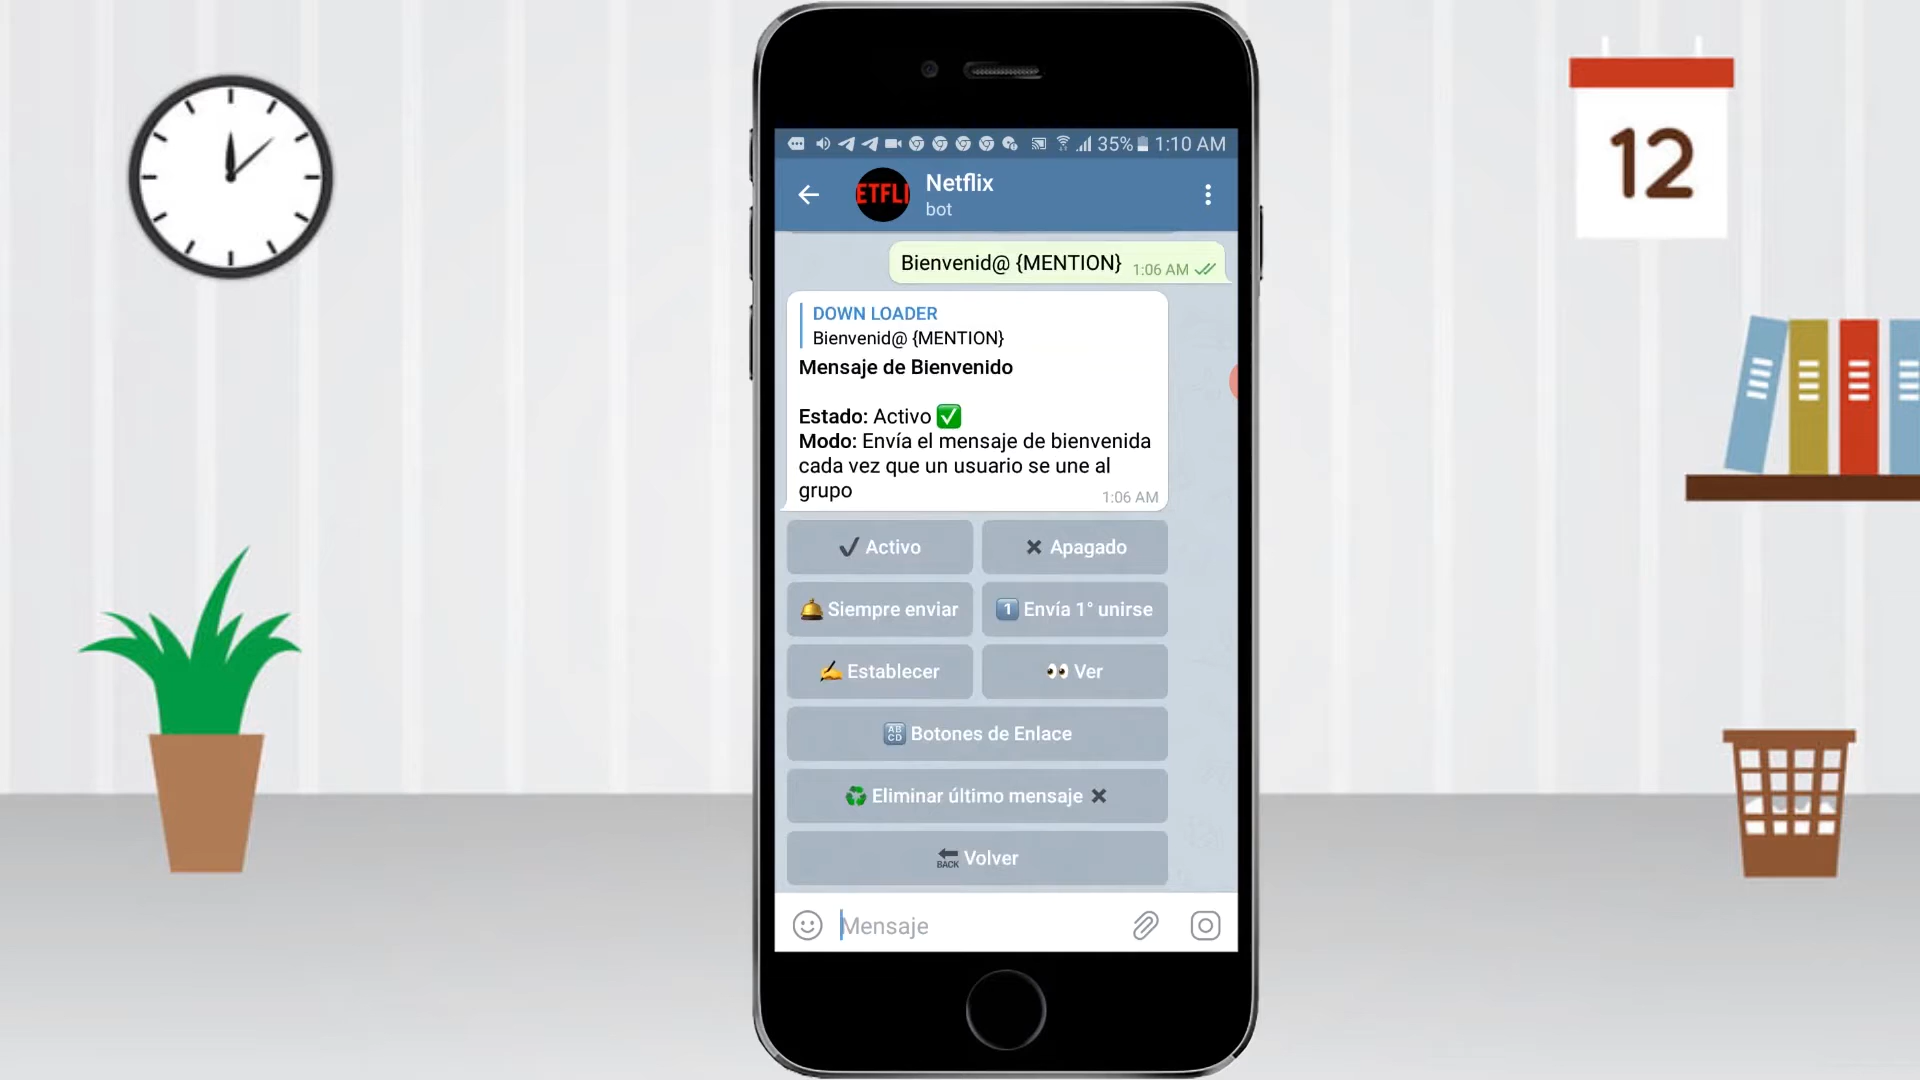 12
35% 1:10 AM
ETFLI
Netflix
bot
Bienvenid@ {MENTION} 1:06 AM
DOWN LOADER
Bienvenid@ {MENTION}
Mensaje de Bienvenido
Estado: Activo ✅
Modo: Envía el mensaje de bienvenida
cada vez que un usuario se une al
grupo
1:06 AM
✔ Activo
✖ Apagado
🛎 Siempre enviar
1️⃣ Envía 1° unirse
✍ Establecer
👀 Ver
🔠 Botones de Enlace
♻ Eliminar último mensaje ✖
🔙 Volver
Mensaje